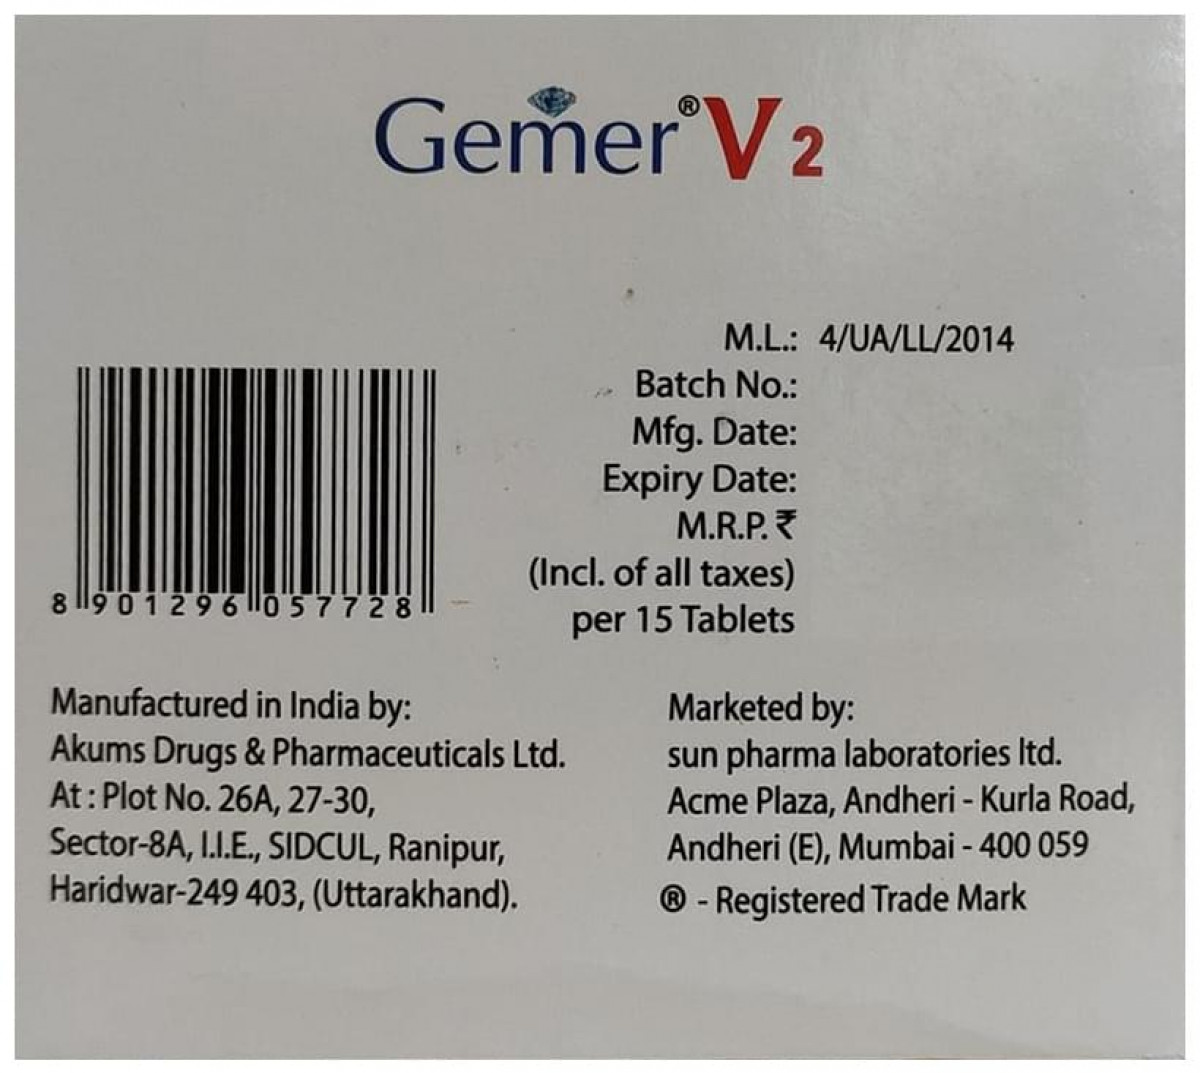 Gemer® V2
M.L.: 4/UA/LL/2014
Batch No.:
Mfg. Date:
Expiry Date:
M.R.P. ₹
(Incl. of all taxes)
per 15 Tablets
8 901296 057728
Manufactured in India by:
Akums Drugs & Pharmaceuticals Ltd.
At : Plot No. 26A, 27-30,
Sector-8A, I.I.E., SIDCUL, Ranipur,
Haridwar-249 403, (Uttarakhand).
Marketed by:
sun pharma laboratories ltd.
Acme Plaza, Andheri - Kurla Road,
Andheri (E), Mumbai - 400 059
® - Registered Trade Mark